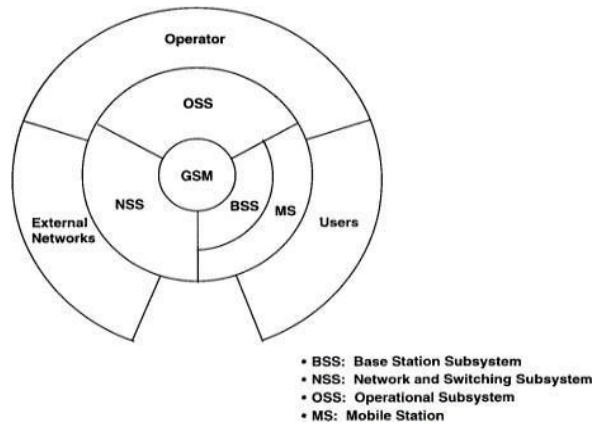 Operator
OSS
GSM
NSS
BSS
MS
External
Networks
Users
• BSS: Base Station Subsystem
• NSS: Network and Switching Subsystem
• OSS: Operational Subsystem
• MS: Mobile Station